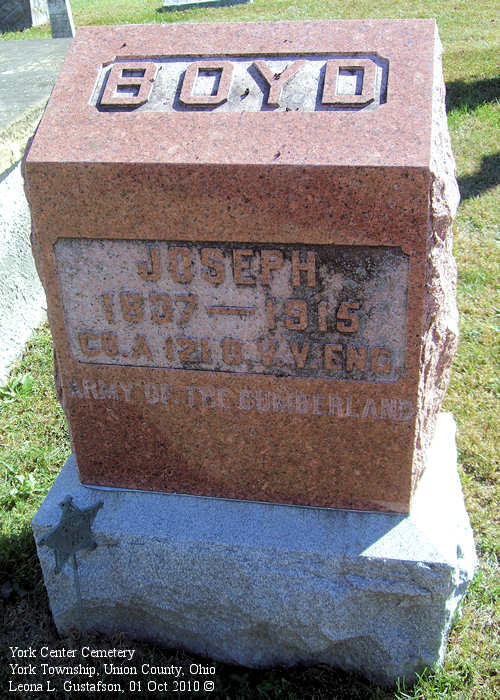 BOYD
JOSEPH
1837 — 1915
CO. A 121 O. V. V. ENG
ARMY OF THE CUMBERLAND
York Center Cemetery
York Township, Union County, Ohio
Leona L. Gustafson, 01 Oct 2010 ©